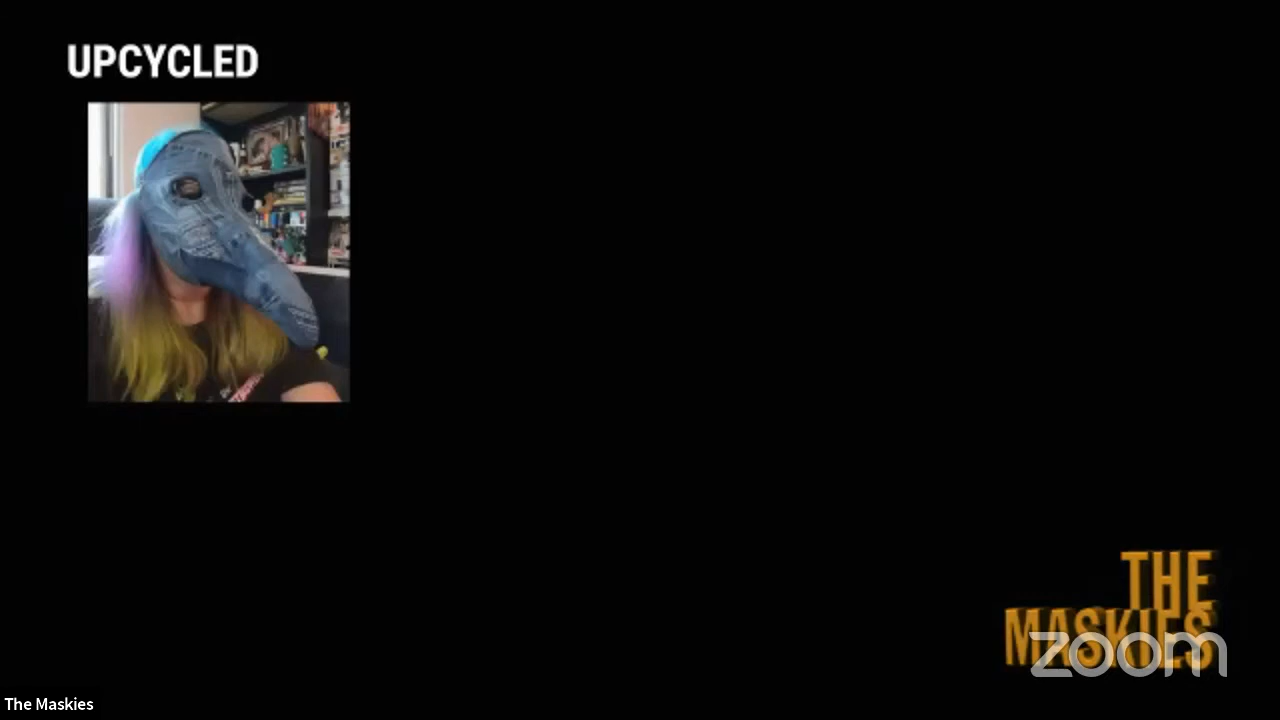 UPCYCLED
THE
MASKIES
zoom
The Maskies